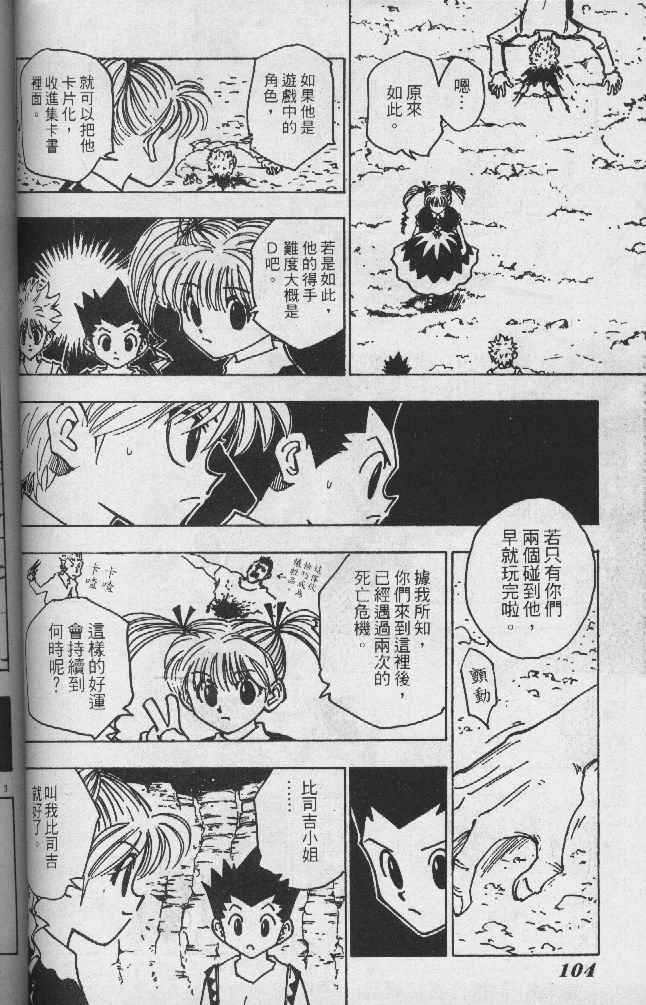 嗯…
原來
如此。
如果他是
遊戲中的
角色，
就可以把他
卡片化，
收進集卡書
裡面。
若是如此，
他的得手
難度大概是
D吧。
若只有你們
兩個碰到他，
早就玩完啦。
顫動
據我所知，
你們來到這裡後，
已經遇過兩次的
死亡危機。
卡嗒
卡嗒
這樣的好運
會持續到
何時呢？
比司吉小姐
……
叫我比司吉
就好了。
104